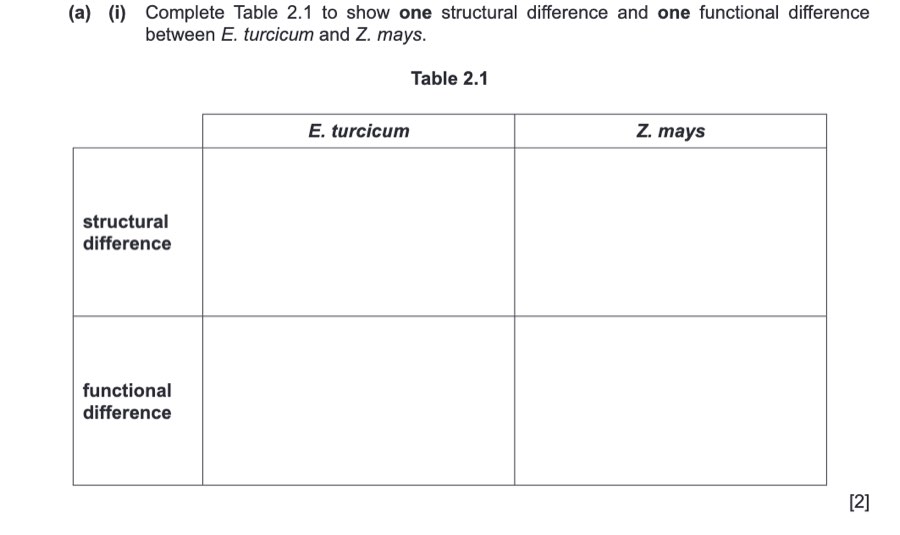 (a) (i) Complete Table 2.1 to show one structural difference and one functional difference
between E. turcicum and Z. mays.
Table 2.1
E. turcicum Z. mays
structural
difference
functional
difference
[2]